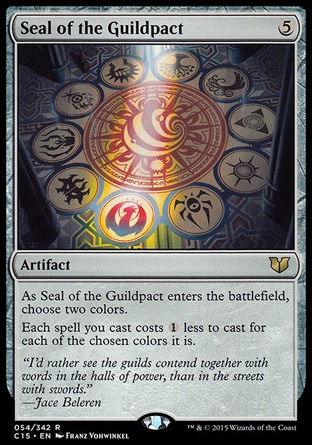 Seal of the Guildpact 5
Artifact
As Seal of the Guildpact enters the battlefield,
choose two colors.
Each spell you cast costs 1 less to cast for
each of the chosen colors it is.
“I’d rather see the guilds contend together with
words in the halls of power, than in the streets
with swords.”
—Jace Beleren
054/342 R
C15 • EN Franz Vohwinkel
™ & © 2015 Wizards of the Coast